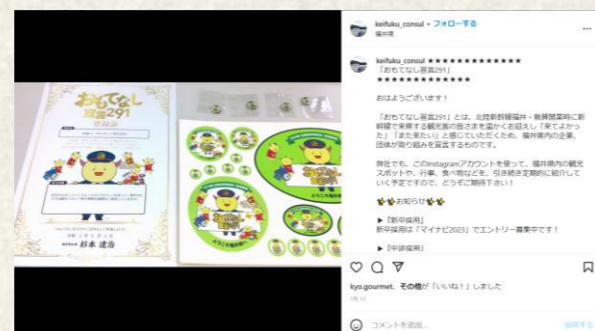 おもてなし
宣言291
登録証
杉本 達治
ようこそ福井県へ
keifuku_consul • フォローする
福井県
keifuku_consul ★★★★★★★★★★★★★
「おもてなし宣言291」
★★★★★★★★★★★★★
おはようございます！
「おもてなし宣言291」とは、北陸新幹線福井・敦賀開業時に新
幹線で来県する観光客の皆さまを温かくお迎えし「来てよかっ
た」「また来たい」と感じていただくため、福井県内の企業、
団体が取り組みを宣言するものです。
弊社でも、このInstagramアカウントを使って、福井県内の観光
スポットや、行事、食べ物などを、引き続き定期的に紹介して
いく予定ですので、どうぞご期待下さい！
お知らせ
▶『新卒採用』
新卒採用は「マイナビ2023」でエントリー募集中です！
▶『中途採用』
kyo.gourmet、その他が「いいね！」しました
コメントを追加...
投稿する